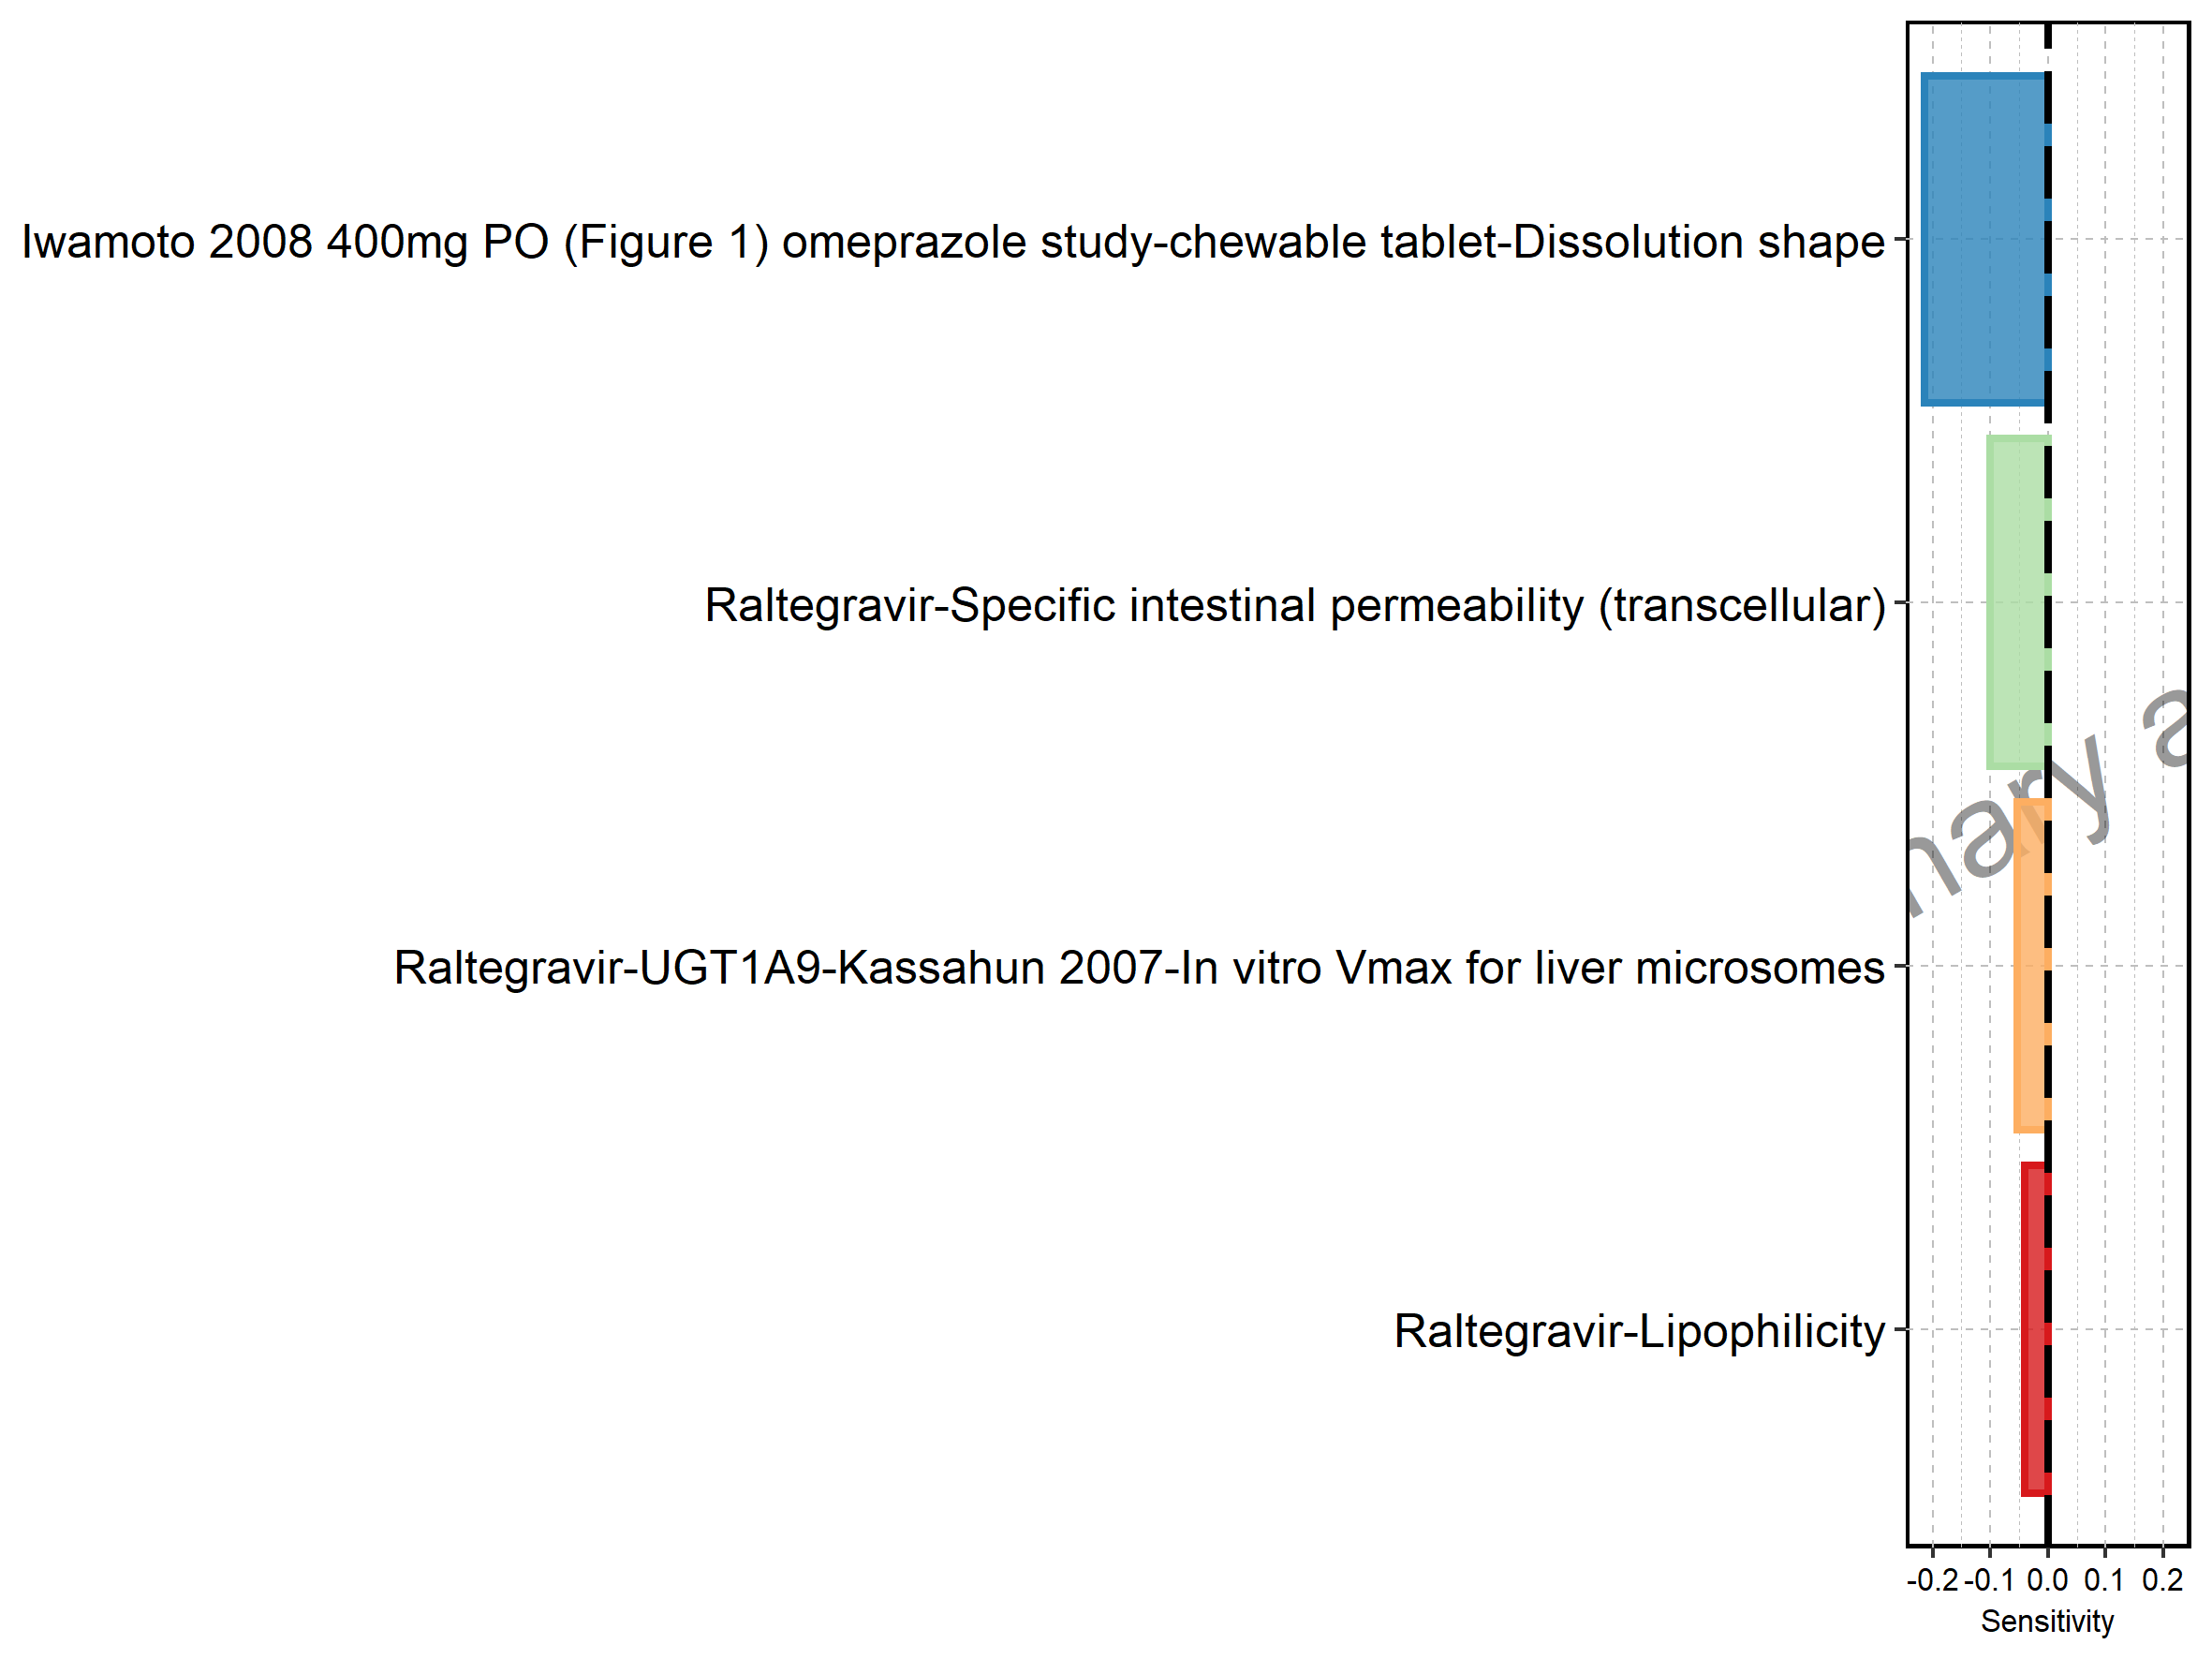 Iwamoto 2008 400mg PO (Figure 1) omeprazole study-chewable tablet-Dissolution shape
Raltegravir-Specific intestinal permeability (transcellular)
Raltegravir-UGT1A9-Kassahun 2007-In vitro Vmax for liver microsomes
Raltegravir-Lipophilicity
-0.2 -0.1 0.0 0.1 0.2
Sensitivity